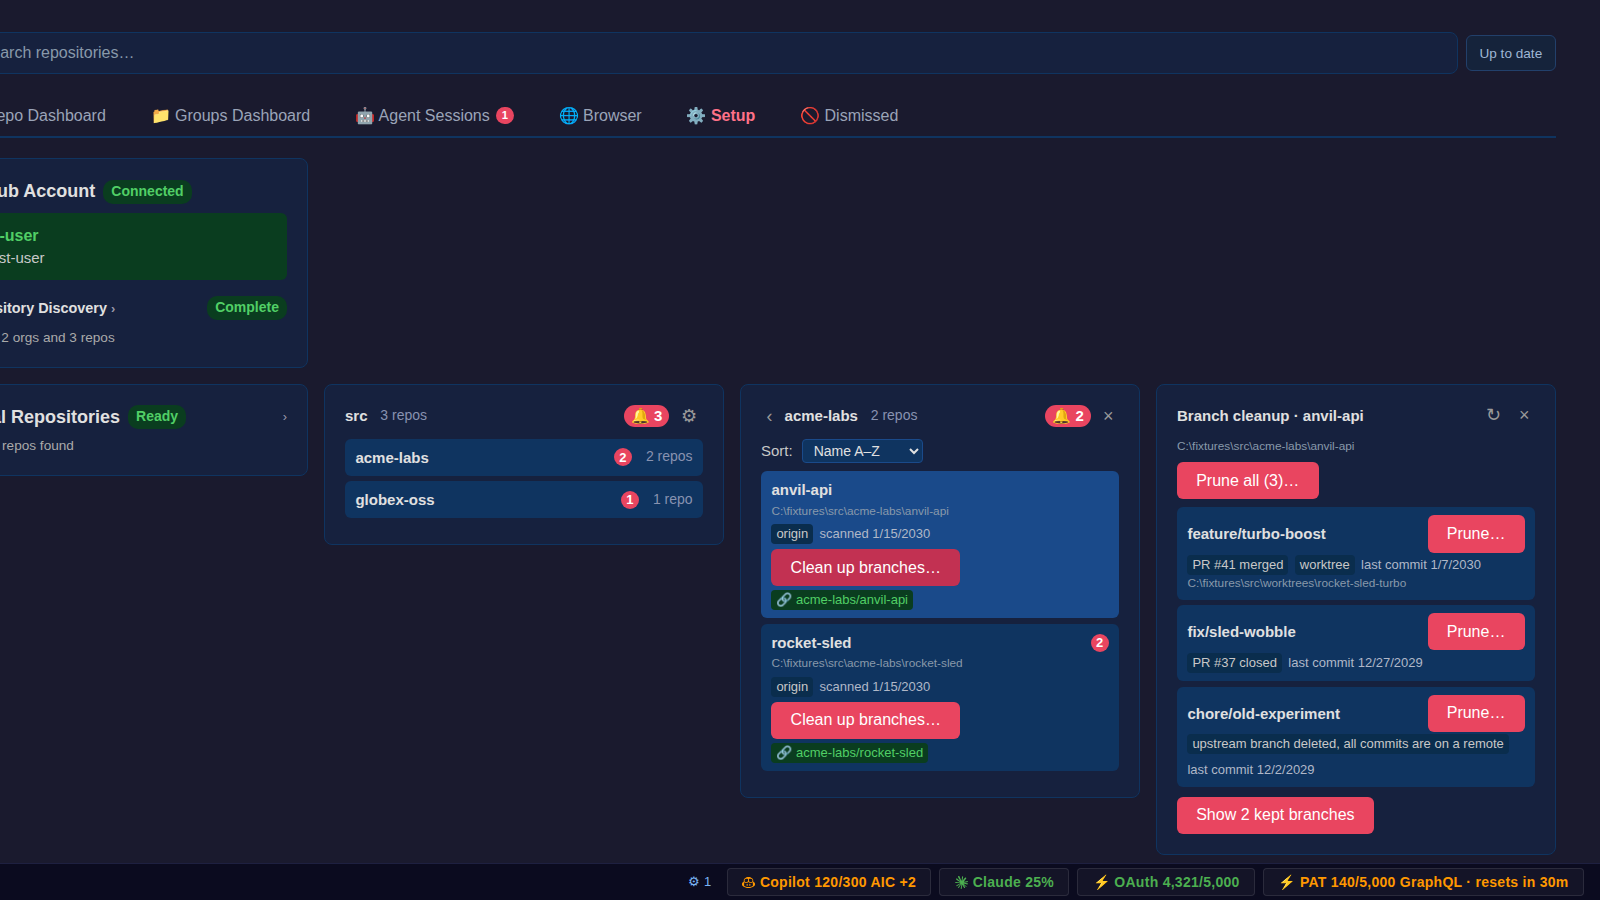 arch repositories…
Up to date
epo Dashboard
Groups Dashboard
Agent Sessions 1
Browser
Setup
Dismissed
ub Account Connected
-user
st-user
sitory Discovery ›
Complete
2 orgs and 3 repos
l Repositories Ready ›
repos found
src 3 repos 🔔 3
acme-labs 2 2 repos
globex-oss 1 1 repo
‹ acme-labs 2 repos 🔔 2 ×
Sort: Name A–Z
anvil-api
C:\fixtures\src\acme-labs\anvil-api
origin scanned 1/15/2030
Clean up branches…
🔗 acme-labs/anvil-api
rocket-sled 2
C:\fixtures\src\acme-labs\rocket-sled
origin scanned 1/15/2030
Clean up branches…
🔗 acme-labs/rocket-sled
Branch cleanup · anvil-api ↻ ×
C:\fixtures\src\acme-labs\anvil-api
Prune all (3)…
feature/turbo-boost Prune…
PR #41 merged worktree last commit 1/7/2030
C:\fixtures\src\worktrees\rocket-sled-turbo
fix/sled-wobble Prune…
PR #37 closed last commit 12/27/2029
chore/old-experiment Prune…
upstream branch deleted, all commits are on a remote
last commit 12/2/2029
Show 2 kept branches
⚙ 1
Copilot 120/300 AIC +2
Claude 25%
⚡ OAuth 4,321/5,000
⚡ PAT 140/5,000 GraphQL · resets in 30m